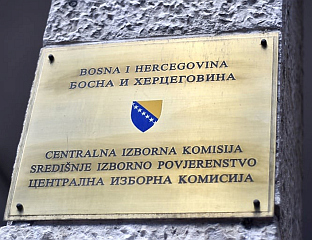 BOSNA I HERCEGOVINA
БОСНА И ХЕРЦЕГОВИНА
CENTRALNA IZBORNA KOMISIJA
SREDIŠNJE IZBORNO POVJERENSTVO
ЦЕНТРАЛНА ИЗБОРНА КОМИСИЈА